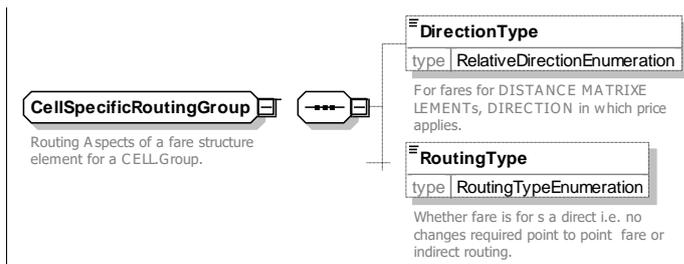 DirectionType
type RelativeDirectionEnumeration
For fares for DISTANCE MATRIXE
LEMENTs, DIRECTION in which price
applies.
CellSpecificRoutingGroup
Routing Aspects of a fare structure
element for a CELL.Group.
RoutingType
type RoutingTypeEnumeration
Whether fare is for s a direct i.e. no
changes required point to point fare or
indirect routing.